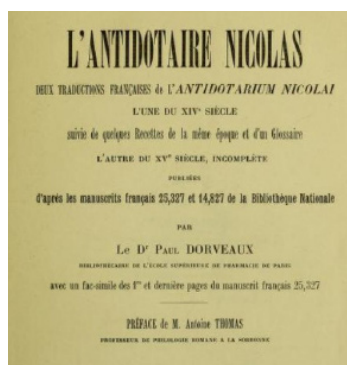 L'ANTIDOTAIRE NICOLAS
DEUX TRADUCTIONS FRANÇAISES de L'ANTIDOTARIUM NICOLAI
L'UNE DU XIVe SIÈCLE
suivie de quelques Recettes de la même époque et d'un Glossaire
L'AUTRE DU XVe SIÈCLE, INCOMPLÈTE
PUBLIÉES
d'après les manuscrits français 25,327 et 14,827 de la Bibliothèque Nationale
PAR
Le Dr PAUL DORVEAUX
BIBLIOTHÉCAIRE DE L'ÉCOLE SUPÉRIEURE DE PHARMACIE DE PARIS
avec un fac-similé des 1re et dernière pages du manuscrit français 25,327
PRÉFACE de M. Antoine THOMAS
PROFESSEUR DE PHILOLOGIE ROMANE A LA SORBONNE